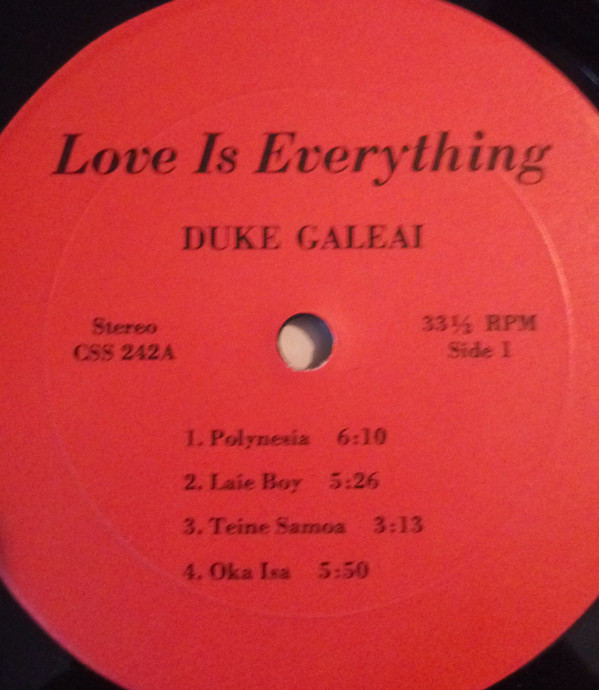 Love Is Everything
DUKE GALEAI
Stereo
CSS 242A
33⅓ RPM
Side 1
1. Polynesia 6:10
2. Laie Boy 5:26
3. Teine Samoa 3:13
4. Oka Isa 5:50